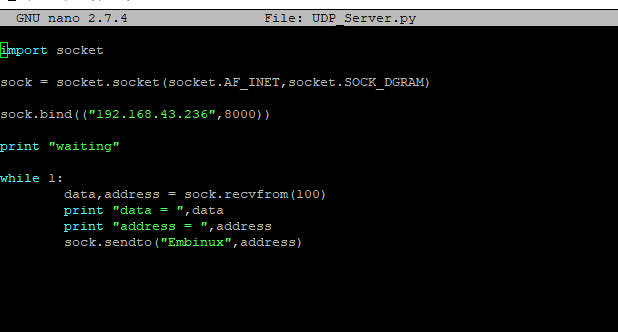 GNU nano 2.7.4 File: UDP_Server.py
import socket
sock = socket.socket(socket.AF_INET,socket.SOCK_DGRAM)
sock.bind(("192.168.43.236",8000))
print "waiting"
while 1:
        data,address = sock.recvfrom(100)
        print "data = ",data
        print "address = ",address
        sock.sendto("Embinux",address)